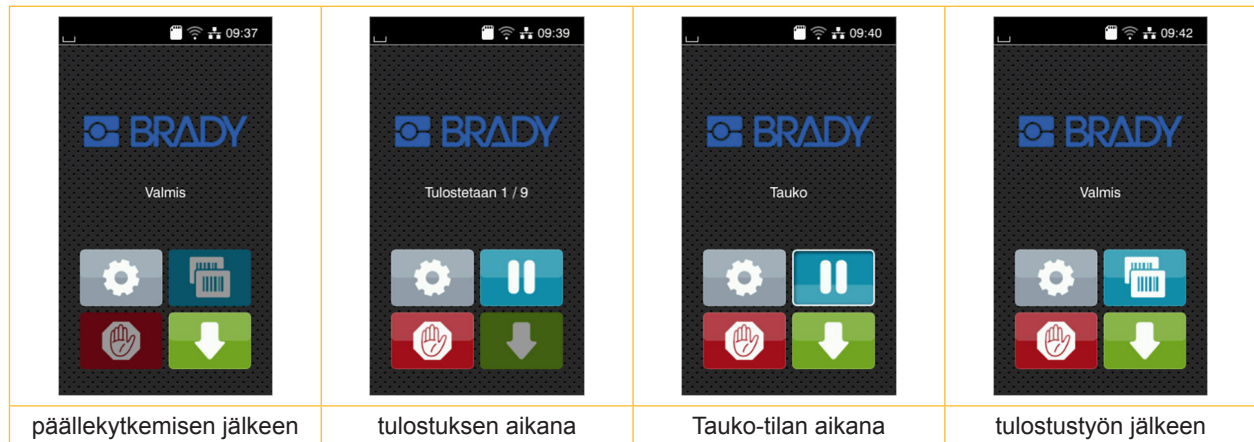 09:37
BRADY
Valmis
päällekytkemisen jälkeen
09:39
BRADY
Tulostetaan 1 / 9
tulostuksen aikana
09:40
BRADY
Tauko
Tauko-tilan aikana
09:42
BRADY
Valmis
tulostustyön jälkeen